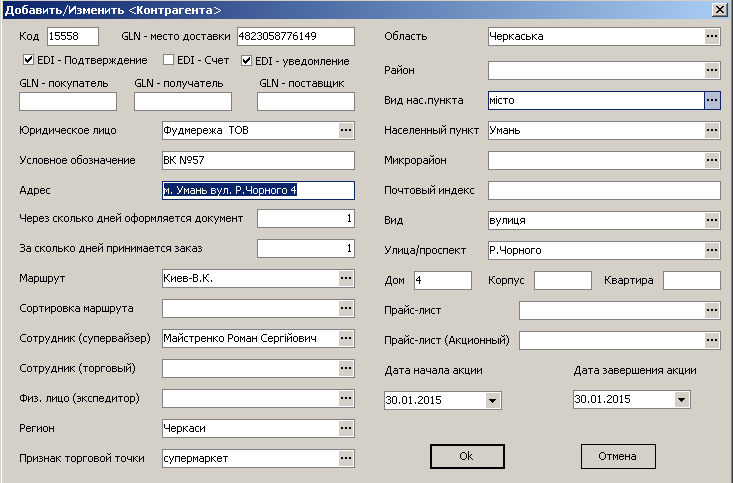 Добавить/Изменить <Контрагента>
Код 15558 GLN - место доставки 4823058776149
EDI - Подтверждение EDI - Счет EDI - уведомление
GLN - покупатель GLN - получатель GLN - поставщик
Юридическое лицо Фудмережа ТОВ ...
Условное обозначение ВК №57
Адрес м. Умань вул. Р.Чорного 4
Через сколько дней оформляется документ 1
За сколько дней принимается заказ 1
Маршрут Киев-В.К. ...
Сортировка маршрута ...
Сотрудник (супервайзер) Майстренко Роман Сергійович ...
Сотрудник (торговый) ...
Физ. лицо (экспедитор) ...
Регион Черкаси ...
Признак торговой точки супермаркет ...
Область Черкаська ...
Район ...
Вид нас.пункта місто ...
Населенный пункт Умань ...
Микрорайон ...
Почтовый индекс
Вид вулиця ...
Улица/проспект Р.Чорного ...
Дом 4 Корпус Квартира
Прайс-лист ...
Прайс-лист (Акционный) ...
Дата начала акции Дата завершения акции
30.01.2015 30.01.2015
Ok Отмена